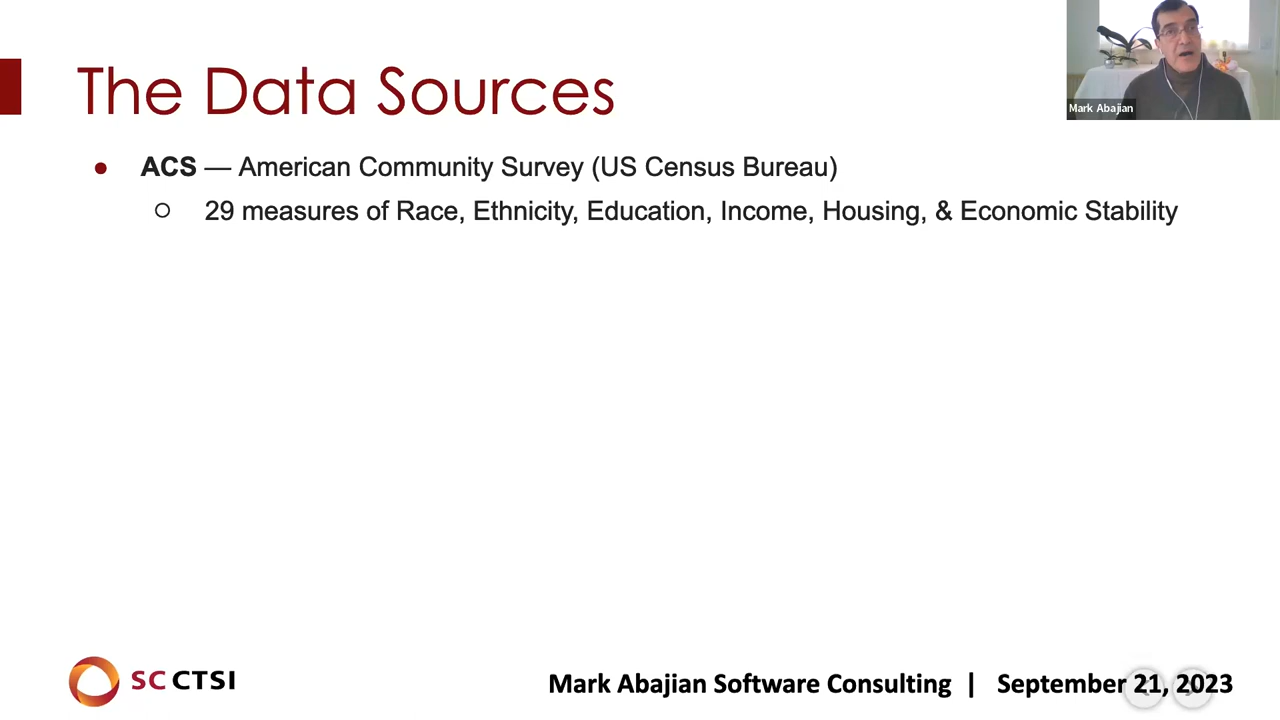 The Data Sources
Mark Abajian
● ACS — American Community Survey (US Census Bureau)
○ 29 measures of Race, Ethnicity, Education, Income, Housing, & Economic Stability
SC CTSI
Mark Abajian Software Consulting | September 21, 2023